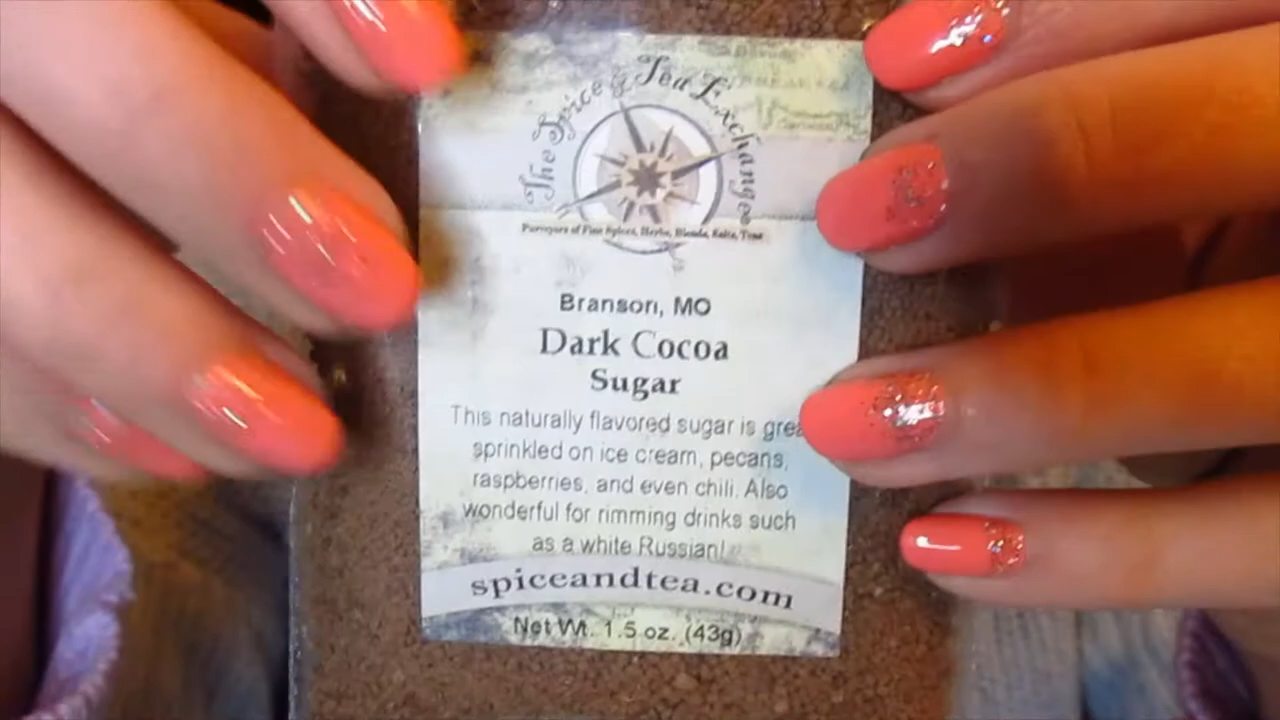 The Spice & Tea Exchange
Purveyors of Fine Spices, Herbs, Blends, Salts, Teas
Branson, MO
Dark Cocoa
Sugar
This naturally flavored sugar is grea
sprinkled on ice cream, pecans,
raspberries, and even chili. Also
wonderful for rimming drinks such
as a white Russian!
spiceandtea.com
Net Wt. 1.5 oz. (43g)